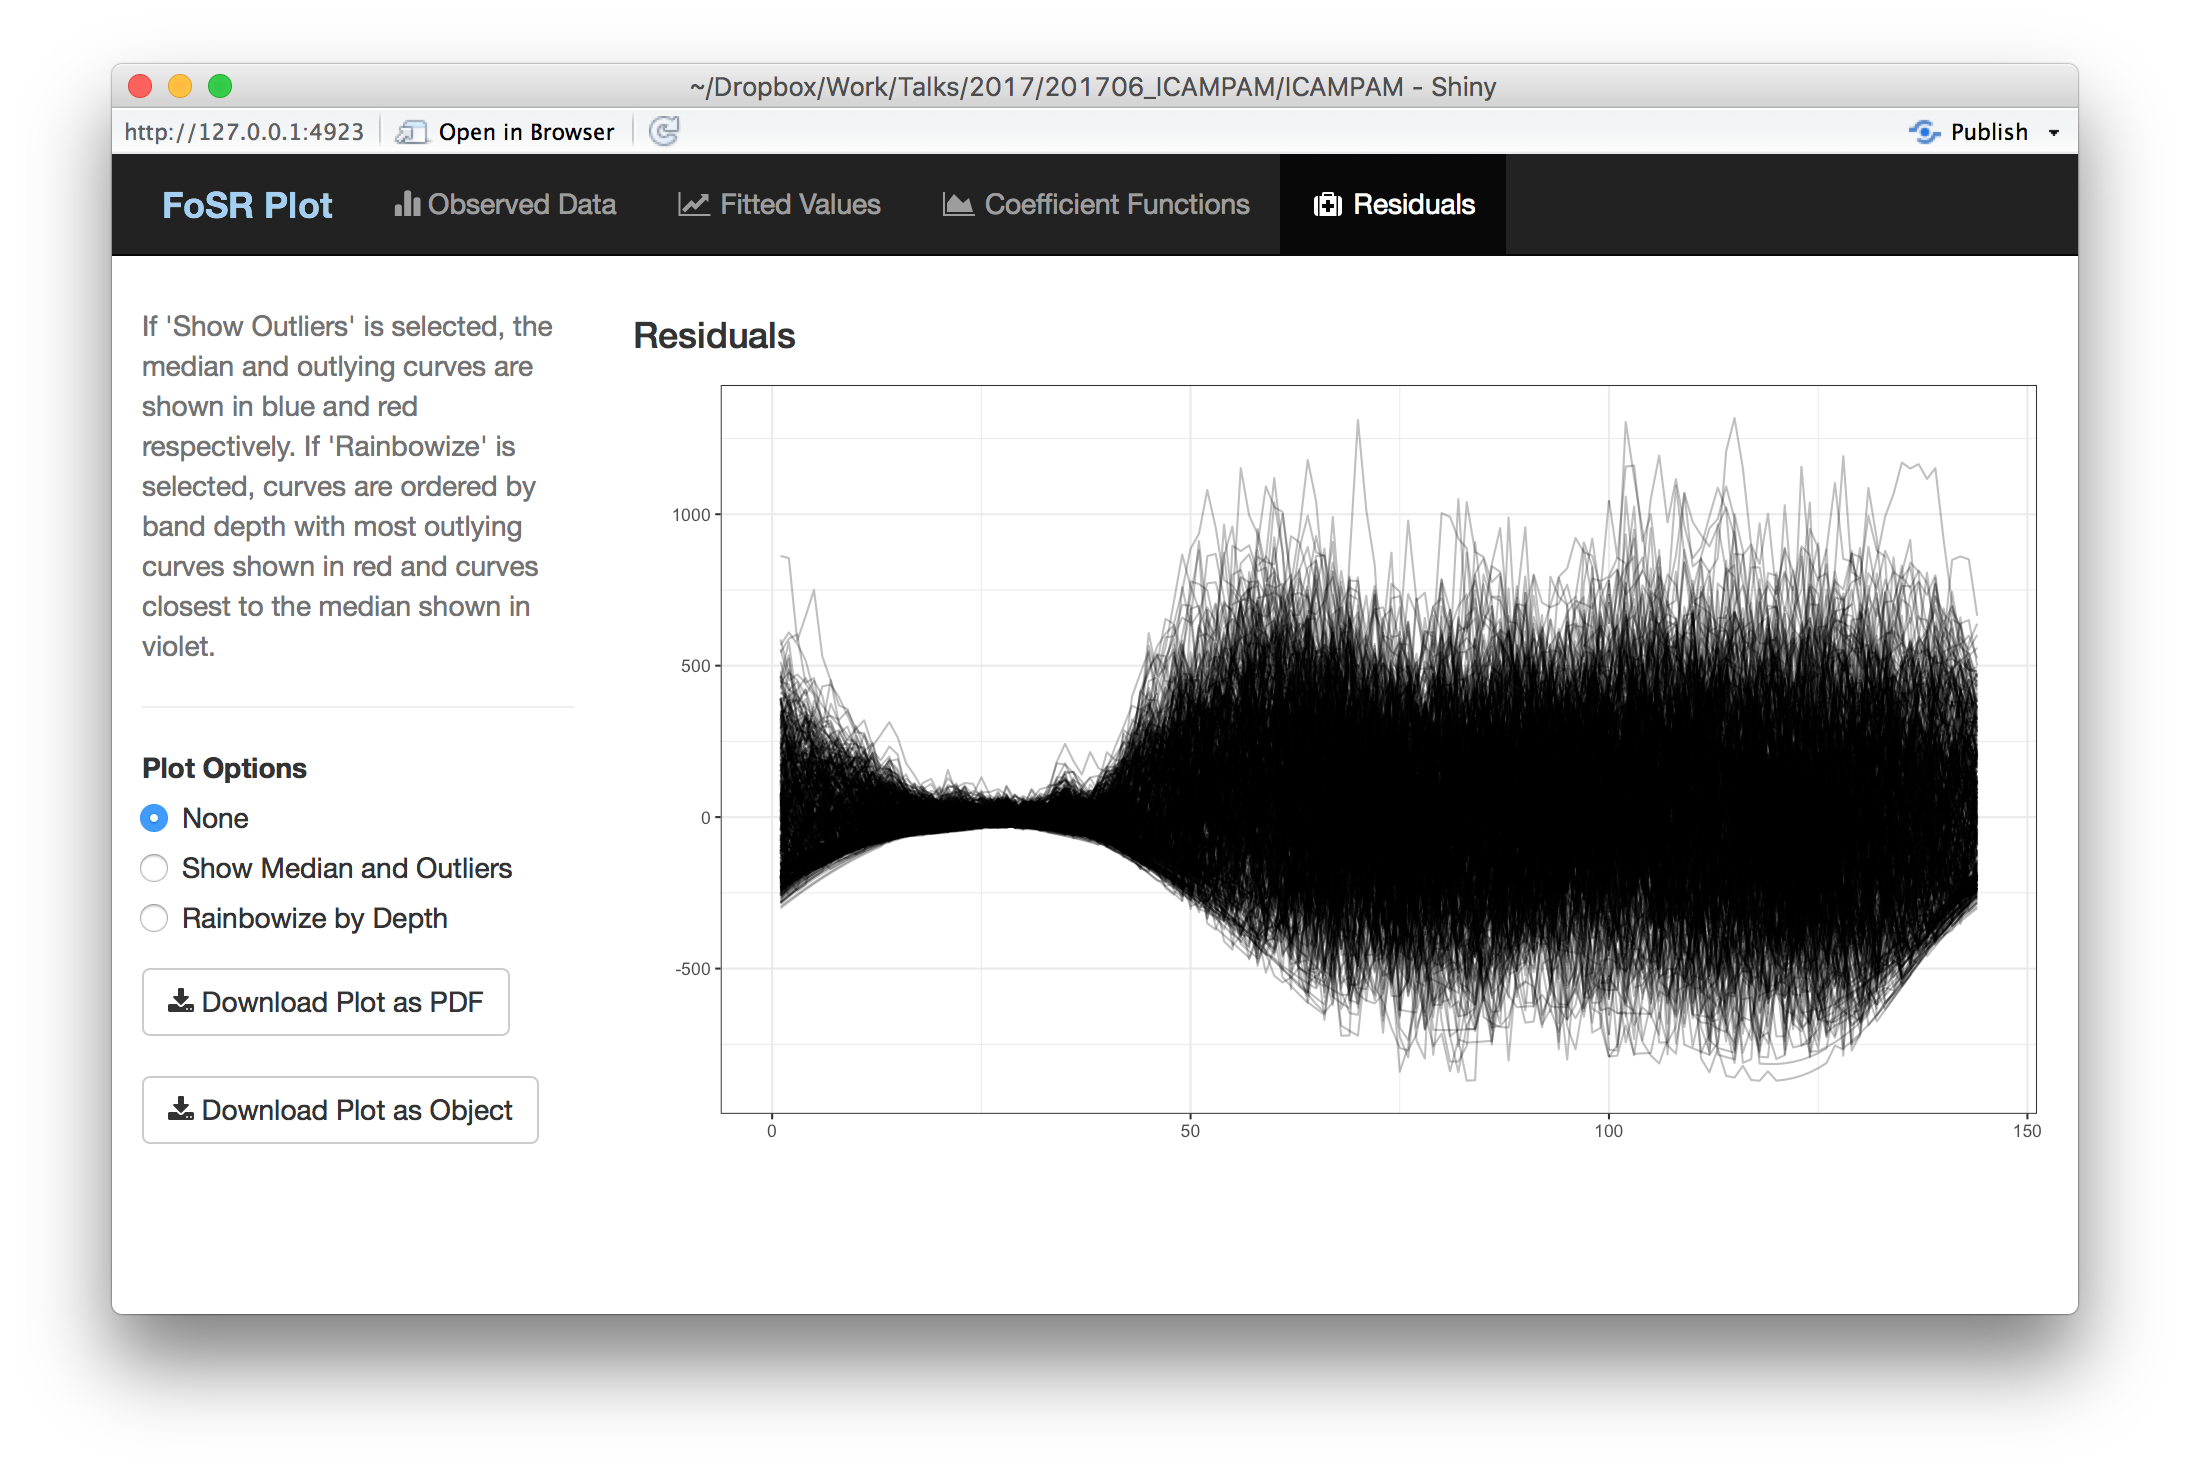 ~/Dropbox/Work/Talks/2017/201706_ICAMPAM/ICAMPAM - Shiny
http://127.0.0.1:4923 Open in Browser Publish
FoSR Plot Observed Data Fitted Values Coefficient Functions Residuals
If 'Show Outliers' is selected, the
median and outlying curves are
shown in blue and red
respectively. If 'Rainbowize' is
selected, curves are ordered by
band depth with most outlying
curves shown in red and curves
closest to the median shown in
violet.
Plot Options
None
Show Median and Outliers
Rainbowize by Depth
Download Plot as PDF
Download Plot as Object
Residuals
1000
500
0
-500
0 50 100 150